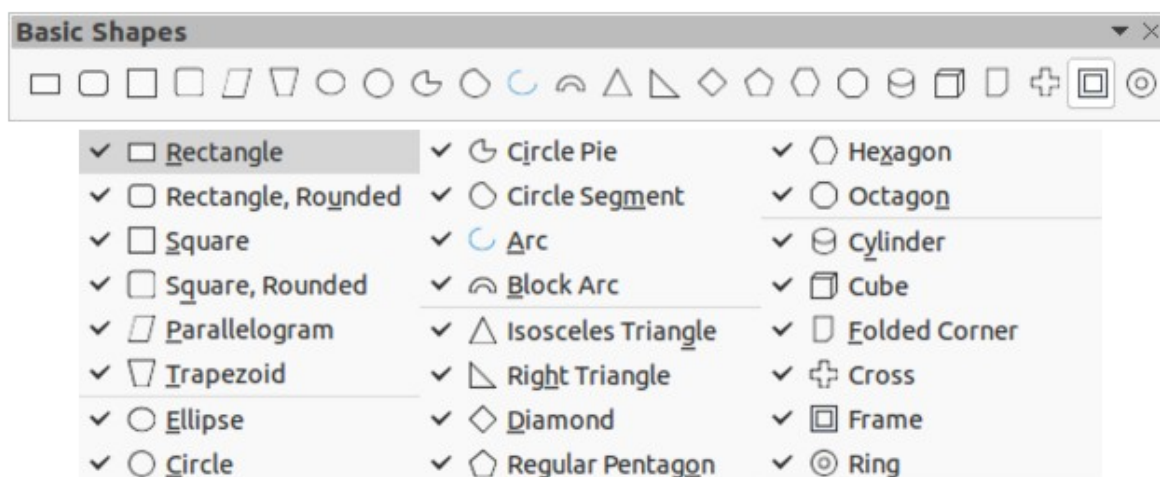 Basic Shapes
Rectangle
Rectangle, Rounded
Square
Square, Rounded
Parallelogram
Trapezoid
Ellipse
Circle
Circle Pie
Circle Segment
Arc
Block Arc
Isosceles Triangle
Right Triangle
Diamond
Regular Pentagon
Hexagon
Octagon
Cylinder
Cube
Folded Corner
Cross
Frame
Ring